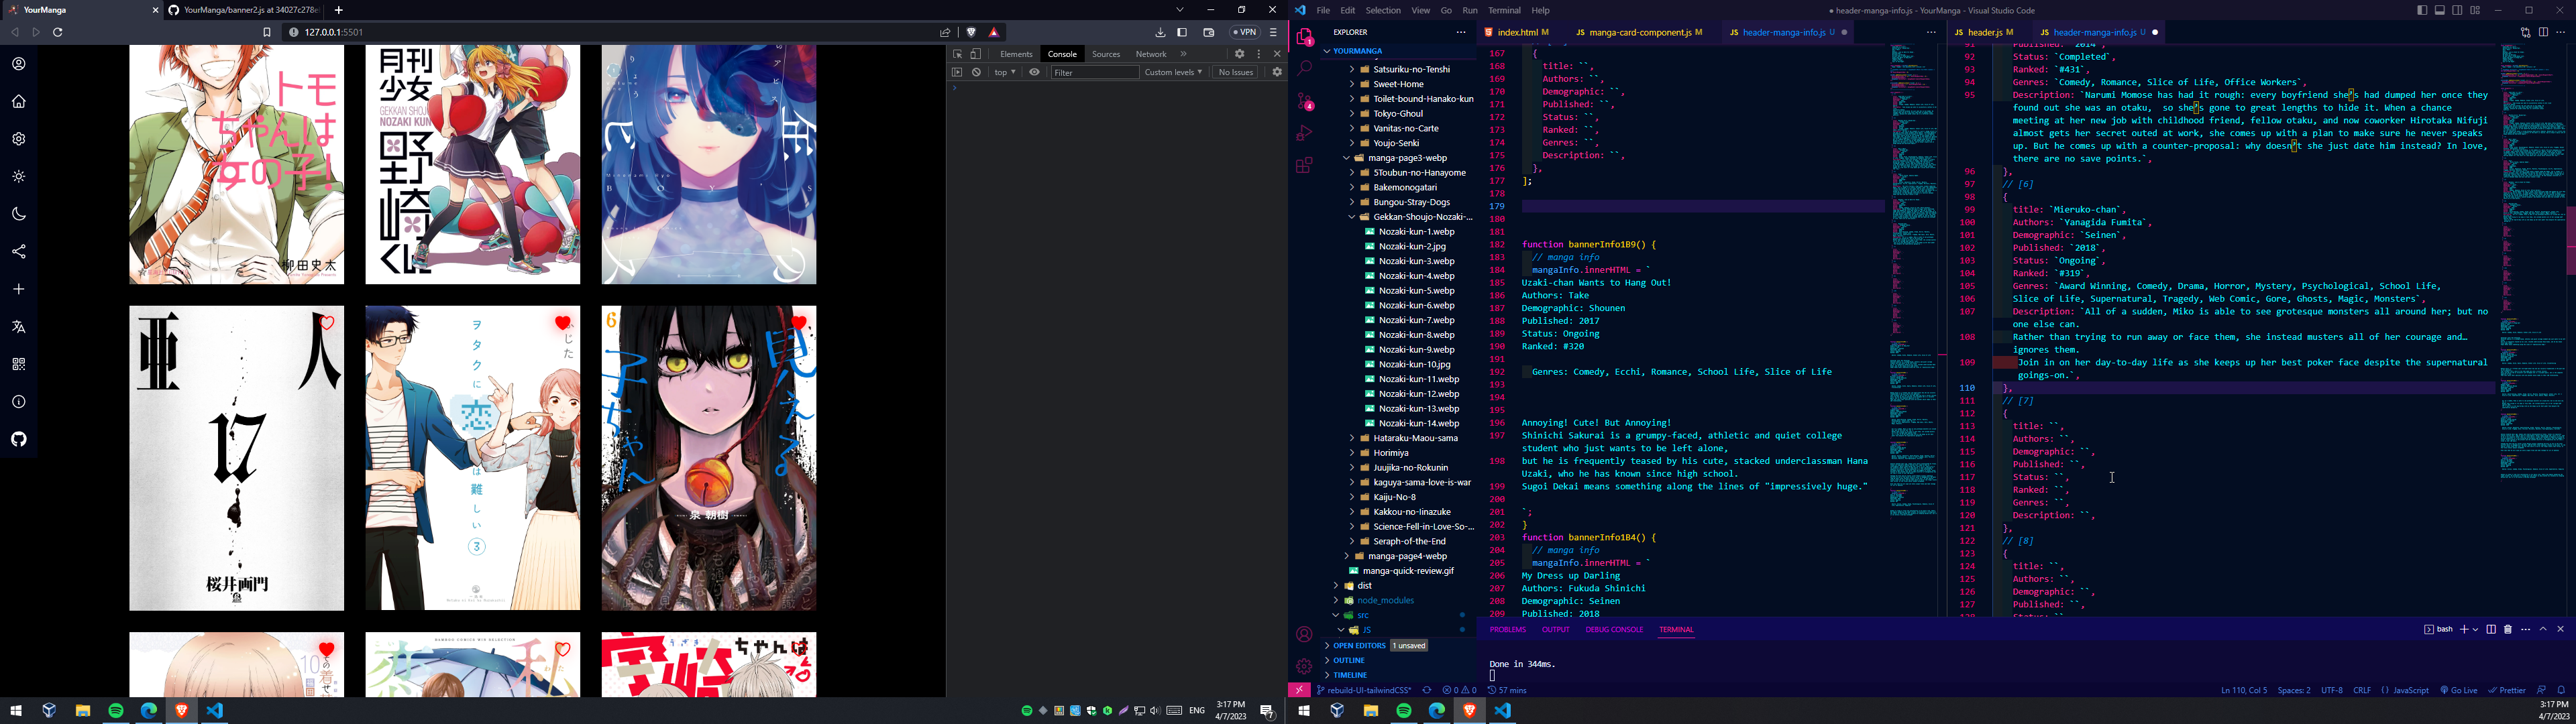 YourManga
YourManga/banner2.js at 34027c278e
127.0.0.1:5501
VPN
Elements
Console
Sources
Network
top
Filter
Custom levels
No Issues
トモ
ちゃんは
女の子!
柳田史太
月刊
少女
GEKKAN SHOUJO
NOZAKI KUN
野
崎
くん
亜
人
17
桜井画門
ヲタクに
恋
は難しい
3
ふじた
6
見える
子ちゃん
泉 朝樹
File Edit Selection View Go Run Terminal Help
header-manga-info.js - YourManga - Visual Studio Code
EXPLORER
YOURMANGA
Satsuriku-no-Tenshi
Sweet-Home
Toilet-bound-Hanako-kun
Tokyo-Ghoul
Vanitas-no-Carte
Youjo-Senki
manga-page3-webp
5Toubun-no-Hanayome
Bakemonogatari
Bungou-Stray-Dogs
Gekkan-Shoujo-Nozaki-...
Nozaki-kun-1.webp
Nozaki-kun-2.jpg
Nozaki-kun-3.webp
Nozaki-kun-4.webp
Nozaki-kun-5.webp
Nozaki-kun-6.webp
Nozaki-kun-7.webp
Nozaki-kun-8.webp
Nozaki-kun-9.webp
Nozaki-kun-10.jpg
Nozaki-kun-11.webp
Nozaki-kun-12.webp
Nozaki-kun-13.webp
Nozaki-kun-14.webp
Hataraku-Maou-sama
Horimiya
Juujika-no-Rokunin
kaguya-sama-love-is-war
Kaiju-No-8
Kakkou-no-Iinazuke
Science-Fell-in-Love-So-...
Seraph-of-the-End
manga-page4-webp
manga-quick-review.gif
dist
node_modules
src
JS
OPEN EDITORS 1 unsaved
OUTLINE
TIMELINE
index.html M
manga-card-component.js M
header-manga-info.js U
167 {
168 title: ``,
169 Authors: ``,
170 Demographic: ``,
171 Published: ``,
172 Status: ``,
173 Ranked: ``,
174 Genres: ``,
175 Description: ``,
176 },
177 ];
178
179
180
181
182 function bannerInfo1B9() {
183 // manga info
184 mangaInfo.innerHTML = `
185 Uzaki-chan Wants to Hang Out!
186 Authors: Take
187 Demographic: Shounen
188 Published: 2017
189 Status: Ongoing
190 Ranked: #320
191
192 Genres: Comedy, Ecchi, Romance, School Life, Slice of Life
193
194
195
196 Annoying! Cute! But Annoying!
197 Shinichi Sakurai is a grumpy-faced, athletic and quiet college
student who just wants to be left alone,
198 but he is frequently teased by his cute, stacked underclassman Hana
Uzaki, who he has known since high school.
199 Sugoi Dekai means something along the lines of "impressively huge."
200
201 `;
202 }
203 function bannerInfo1B4() {
204 // manga info
205 mangaInfo.innerHTML = `
206 My Dress up Darling
207 Authors: Fukuda Shinichi
208 Demographic: Seinen
209 Published: 2018
header.js M
header-manga-info.js U
91 Published: `2014`,
92 Status: `Completed`,
93 Ranked: `#431`,
94 Genres: `Comedy, Romance, Slice of Life, Office Workers`,
95 Description: `Narumi Momose has had it rough: every boyfriend she's had dumped her once they
found out she was an otaku, so she's gone to great lengths to hide it. When a chance
meeting at her new job with childhood friend, fellow otaku, and now coworker Hirotaka Nifuji
almost gets her secret outed at work, she comes up with a plan to make sure he never speaks
up. But he comes up with a counter-proposal: why doesn't she just date him instead? In love,
there are no save points.`,
96 },
97 // [6]
98 {
99 title: `Mieruko-chan`,
100 Authors: `Yanagida Fumita`,
101 Demographic: `Seinen`,
102 Published: `2018`,
103 Status: `Ongoing`,
104 Ranked: `#319`,
105 Genres: `Award Winning, Comedy, Drama, Horror, Mystery, Psychological, School Life,
106 Slice of Life, Supernatural, Tragedy, Web Comic, Gore, Ghosts, Magic, Monsters`,
107 Description: `All of a sudden, Miko is able to see grotesque monsters all around her; but no
one else can.
108 Rather than trying to run away or face them, she instead musters all of her courage and…
ignores them.
109 Join in on her day-to-day life as she keeps up her best poker face despite the supernatural
goings-on.`,
110 },
111 // [7]
112 {
113 title: ``,
114 Authors: ``,
115 Demographic: ``,
116 Published: ``,
117 Status: ``,
118 Ranked: ``,
119 Genres: ``,
120 Description: ``,
121 },
122 // [8]
123 {
124 title: ``,
125 Authors: ``,
126 Demographic: ``,
127 Published: ``,
PROBLEMS OUTPUT DEBUG CONSOLE TERMINAL
bash
Done in 344ms.
rebuild-UI-tailwindCSS*
0 0
57 mins
Ln 110, Col 5
Spaces: 2
UTF-8
CRLF
JavaScript
Go Live
Prettier
ENG
3:17 PM
4/7/2023
3:17 PM
4/7/2023